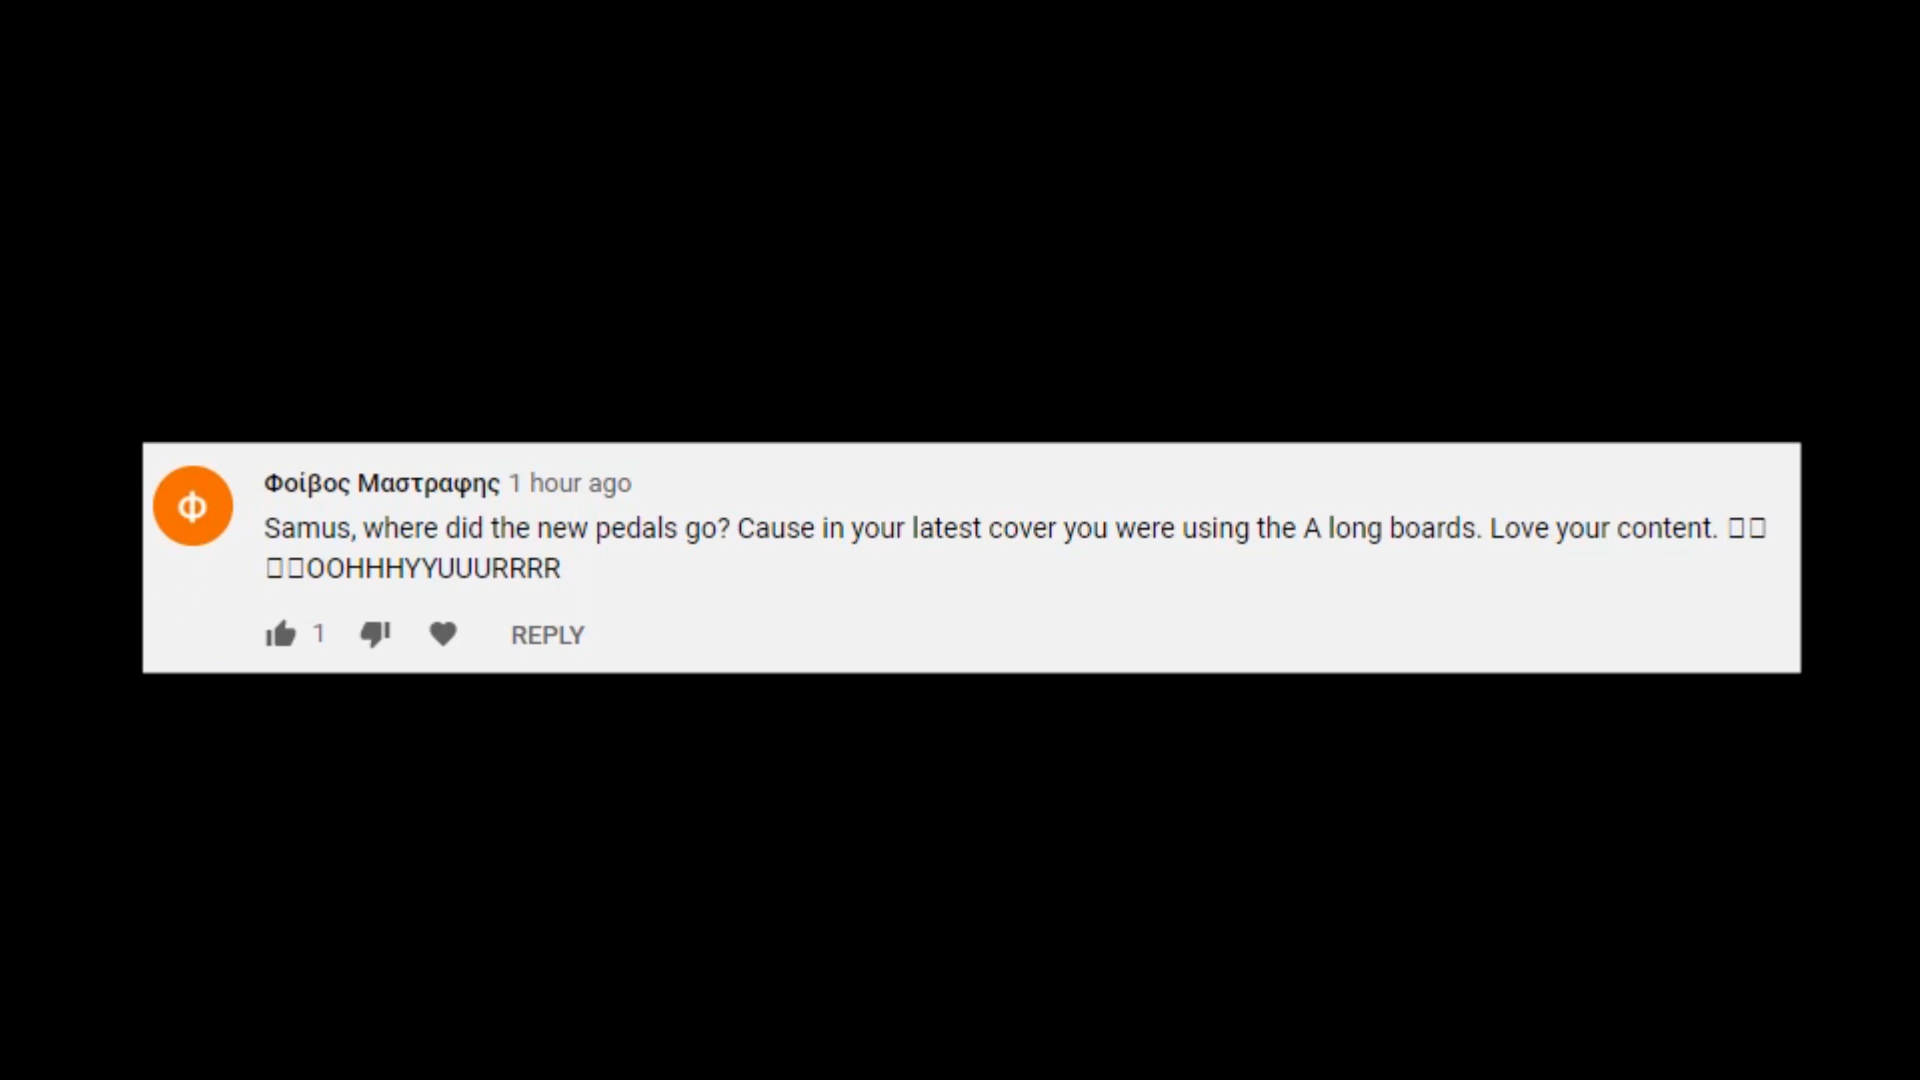 Φ
Φοίβος Μαστραφης 1 hour ago
Samus, where did the new pedals go? Cause in your latest cover you were using the A long boards. Love your content. □□
□□OOHHHYYUUURRRR
1 REPLY